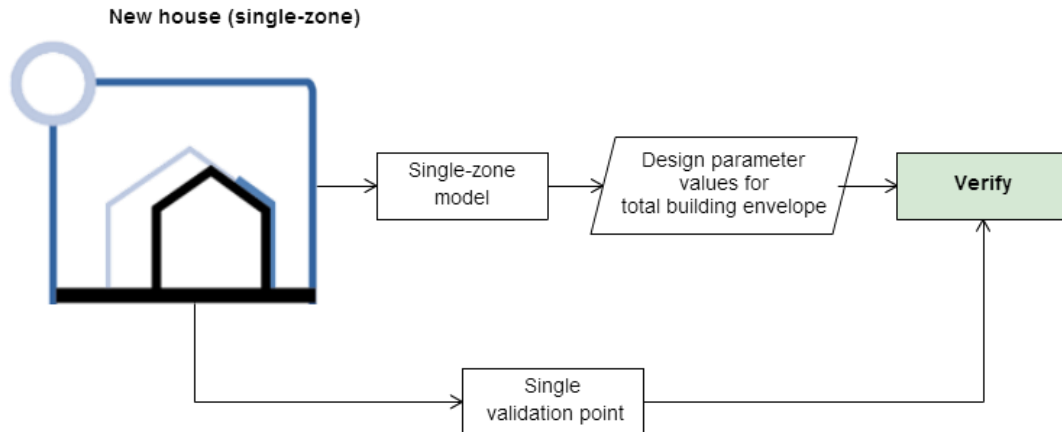 New house (single-zone)
Single-zone
model
Design parameter
values for
total building envelope
Verify
Single
validation point